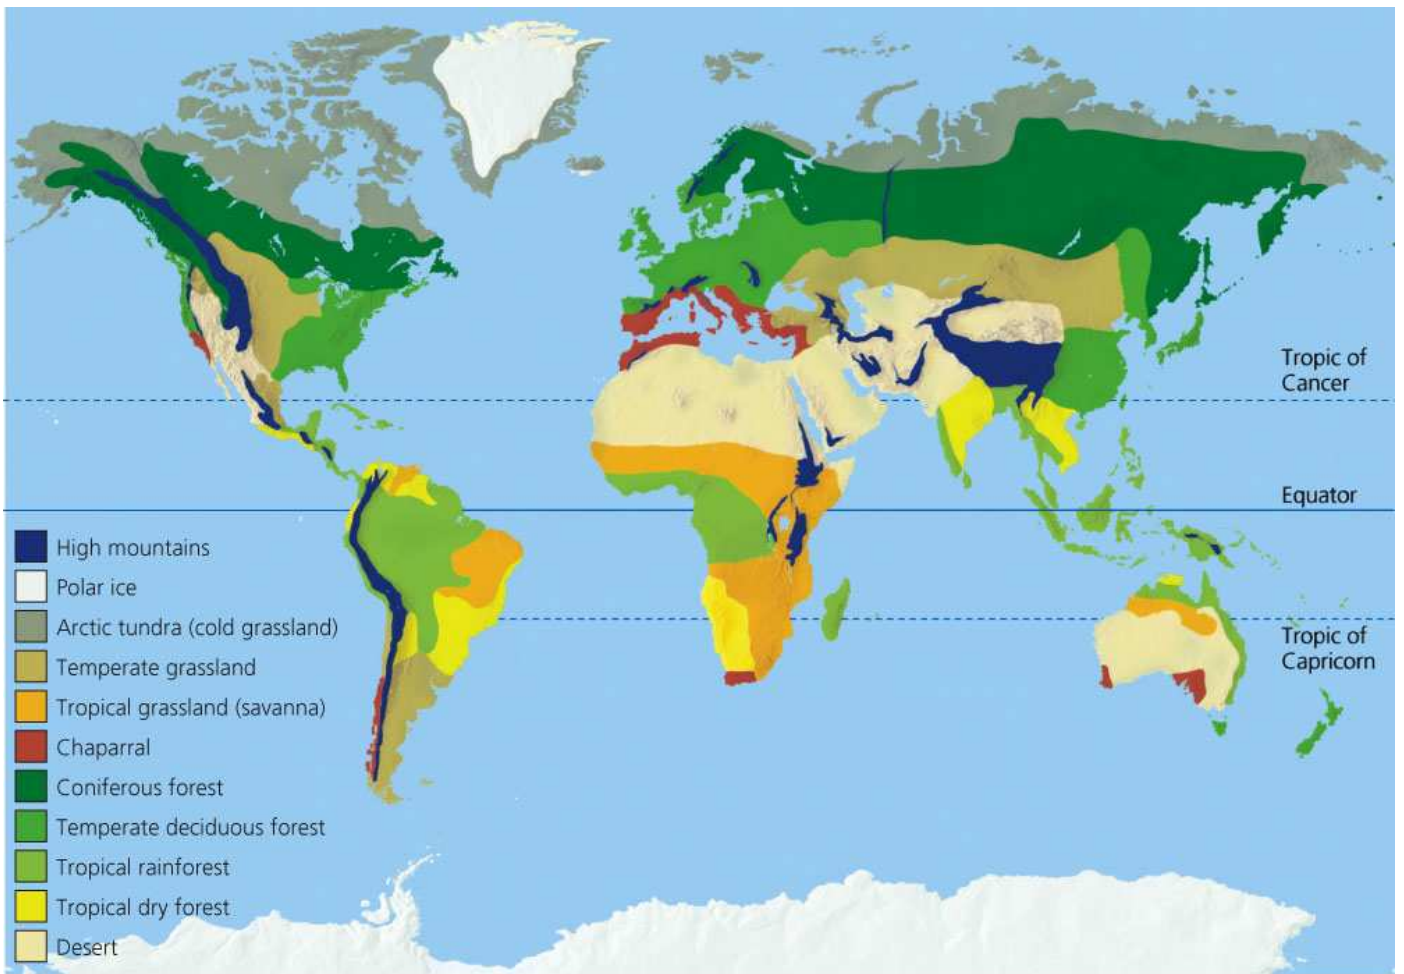 Tropic of
Cancer
Equator
Tropic of
Capricorn
High mountains
Polar ice
Arctic tundra (cold grassland)
Temperate grassland
Tropical grassland (savanna)
Chaparral
Coniferous forest
Temperate deciduous forest
Tropical rainforest
Tropical dry forest
Desert